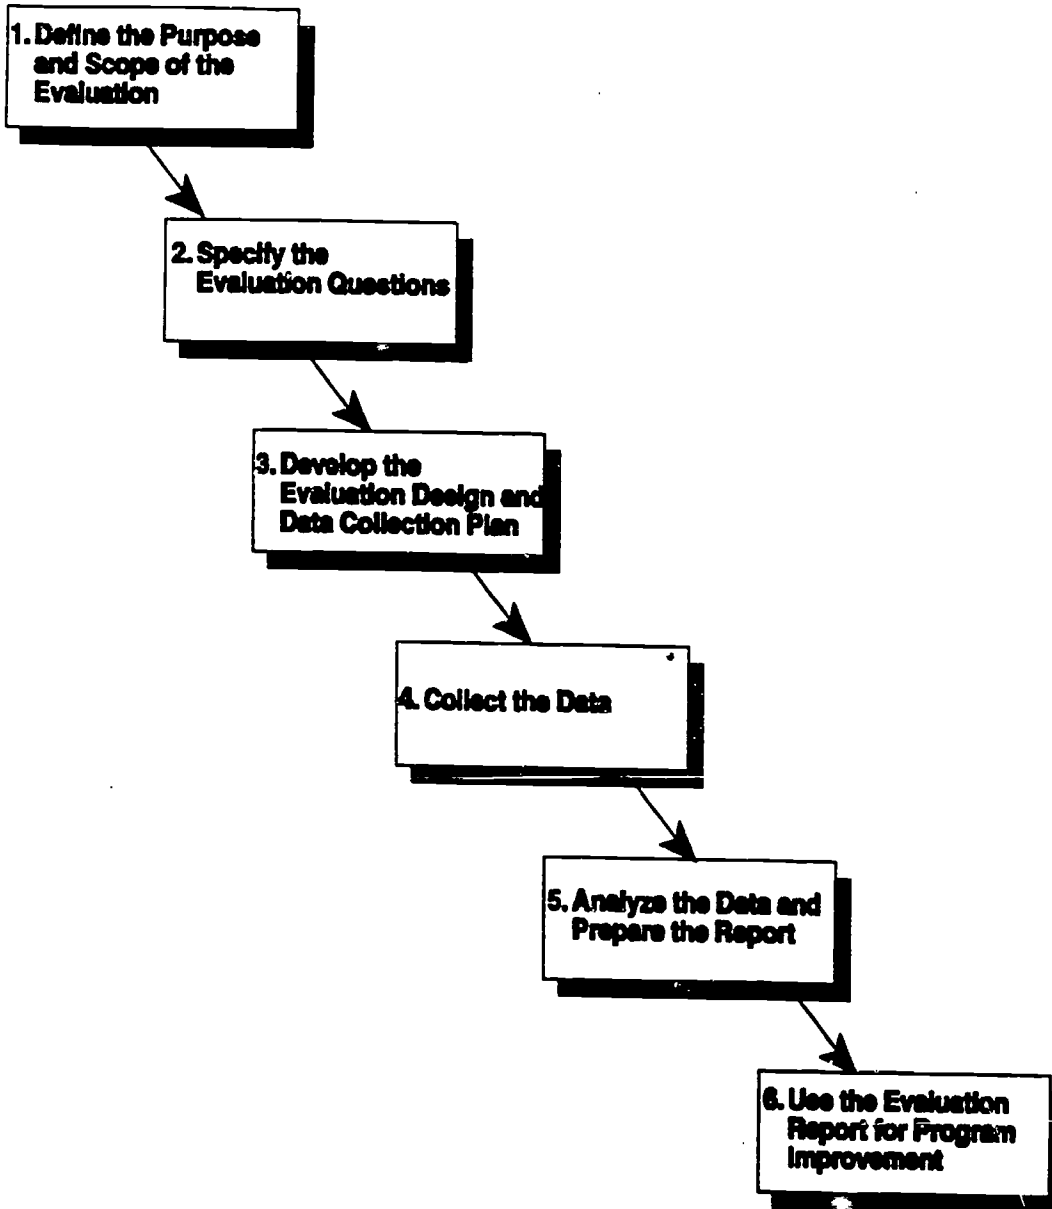 1. Define the Purpose
and Scope of the
Evaluation
2. Specify the
Evaluation Questions
3. Develop the
Evaluation Design and
Data Collection Plan
4. Collect the Data
5. Analyze the Data and
Prepare the Report
6. Use the Evaluation
Report for Program
Improvement